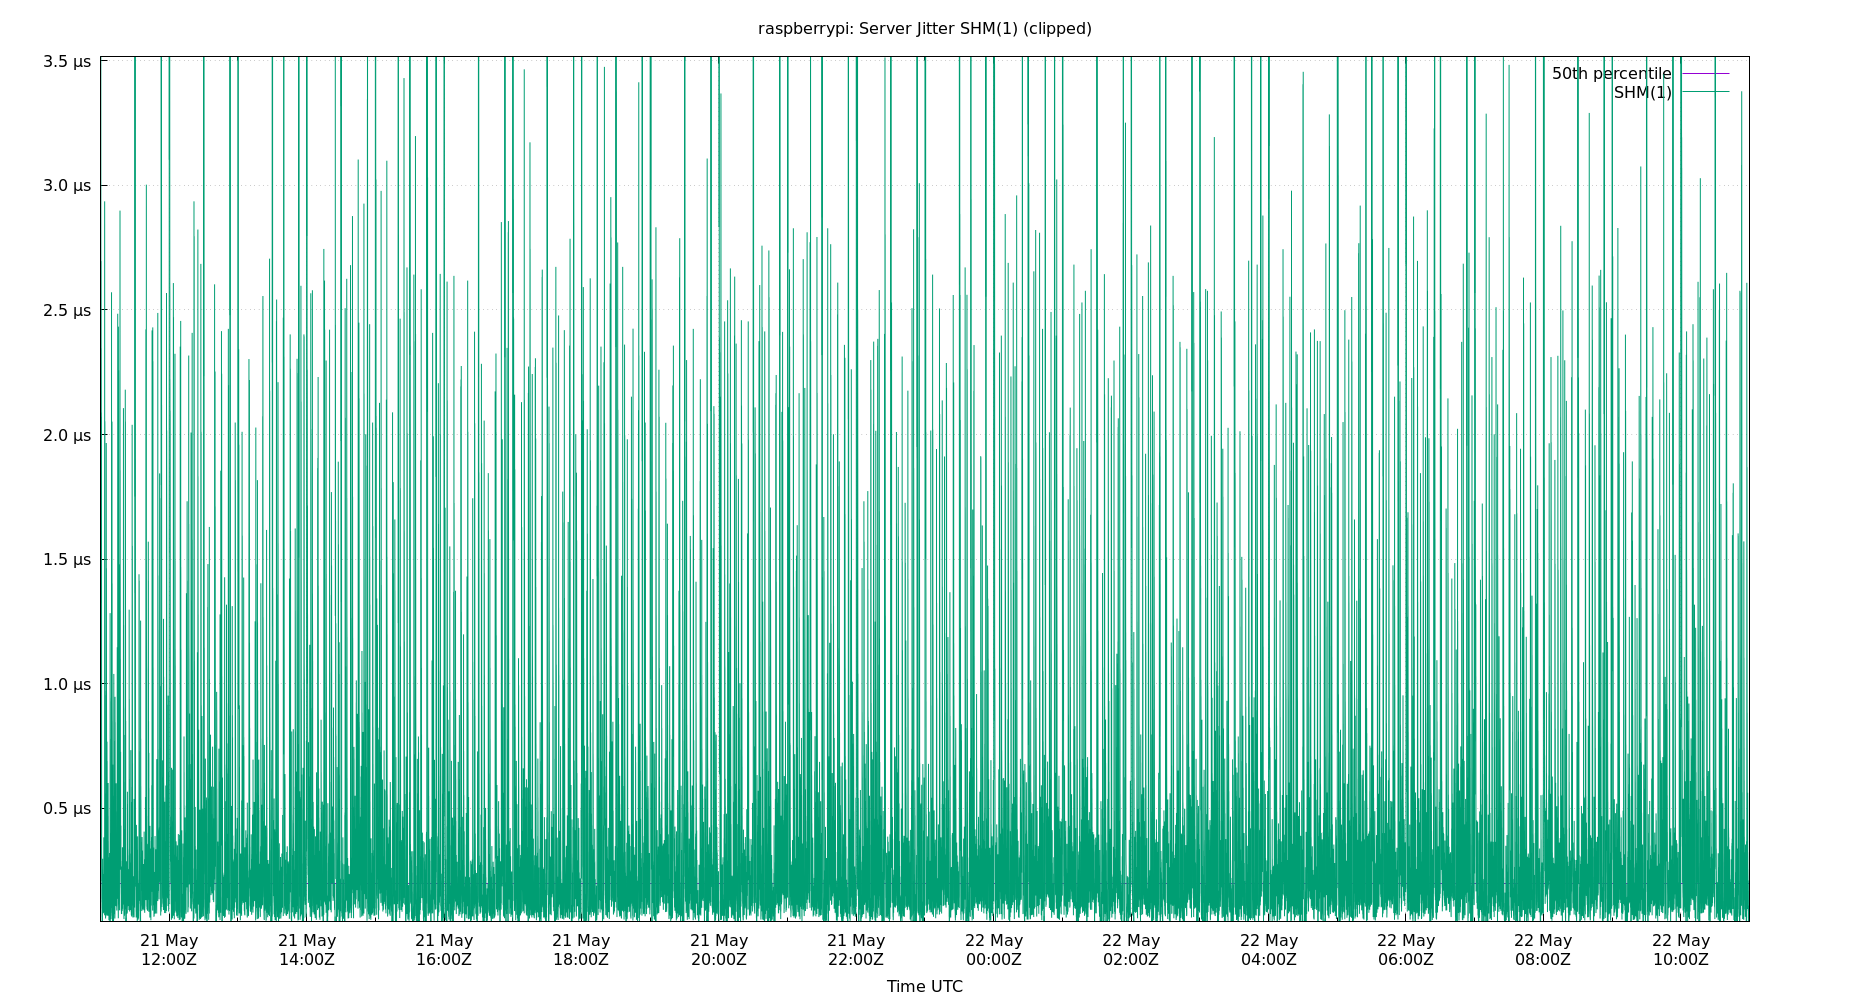 raspberrypi: Server Jitter SHM(1) (clipped)
3.5 μs
3.0 μs
2.5 μs
2.0 μs
1.5 μs
1.0 μs
0.5 μs
50th percentile
SHM(1)
21 May 21 May 21 May 21 May 21 May 21 May 22 May 22 May 22 May 22 May 22 May 22 May
12:00Z 14:00Z 16:00Z 18:00Z 20:00Z 22:00Z 00:00Z 02:00Z 04:00Z 06:00Z 08:00Z 10:00Z
Time UTC